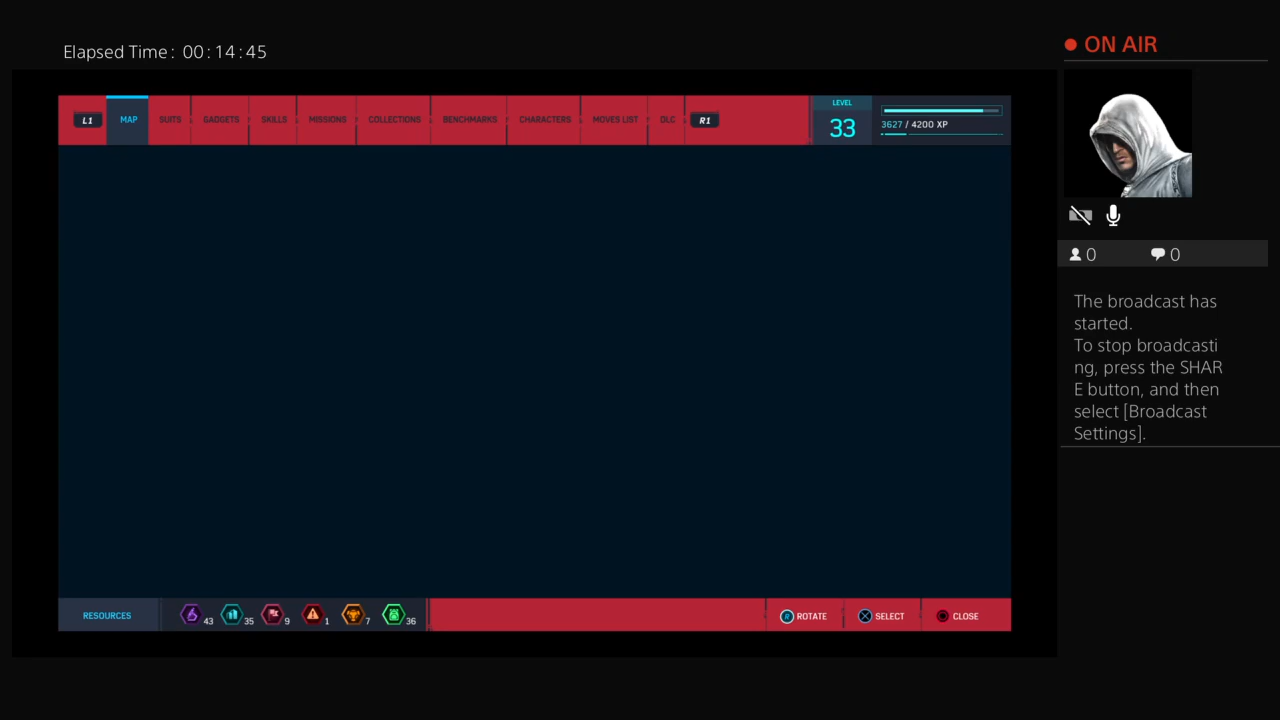 Elapsed Time: 00:14:45
ON AIR
L1 MAP SUITS GADGETS SKILLS MISSIONS COLLECTIONS BENCHMARKS CHARACTERS MOVES LIST DLC R1
LEVEL
33
3627 / 4200 XP
0 0
The broadcast has
started.
To stop broadcasti
ng, press the SHAR
E button, and then
select [Broadcast
Settings].
RESOURCES 43 35 9 1 7 36 R ROTATE SELECT CLOSE